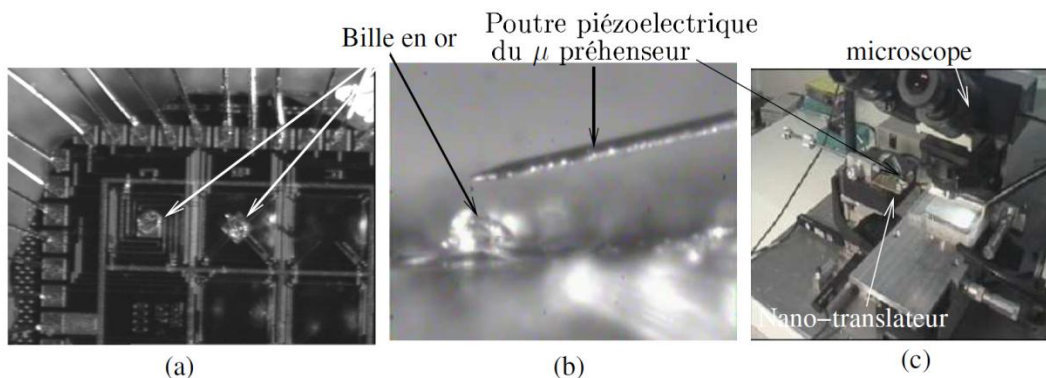 Bille en or
Poutre piézoelectrique
du μ préhenseur
microscope
Nano-translateur
(a)
(b)
(c)